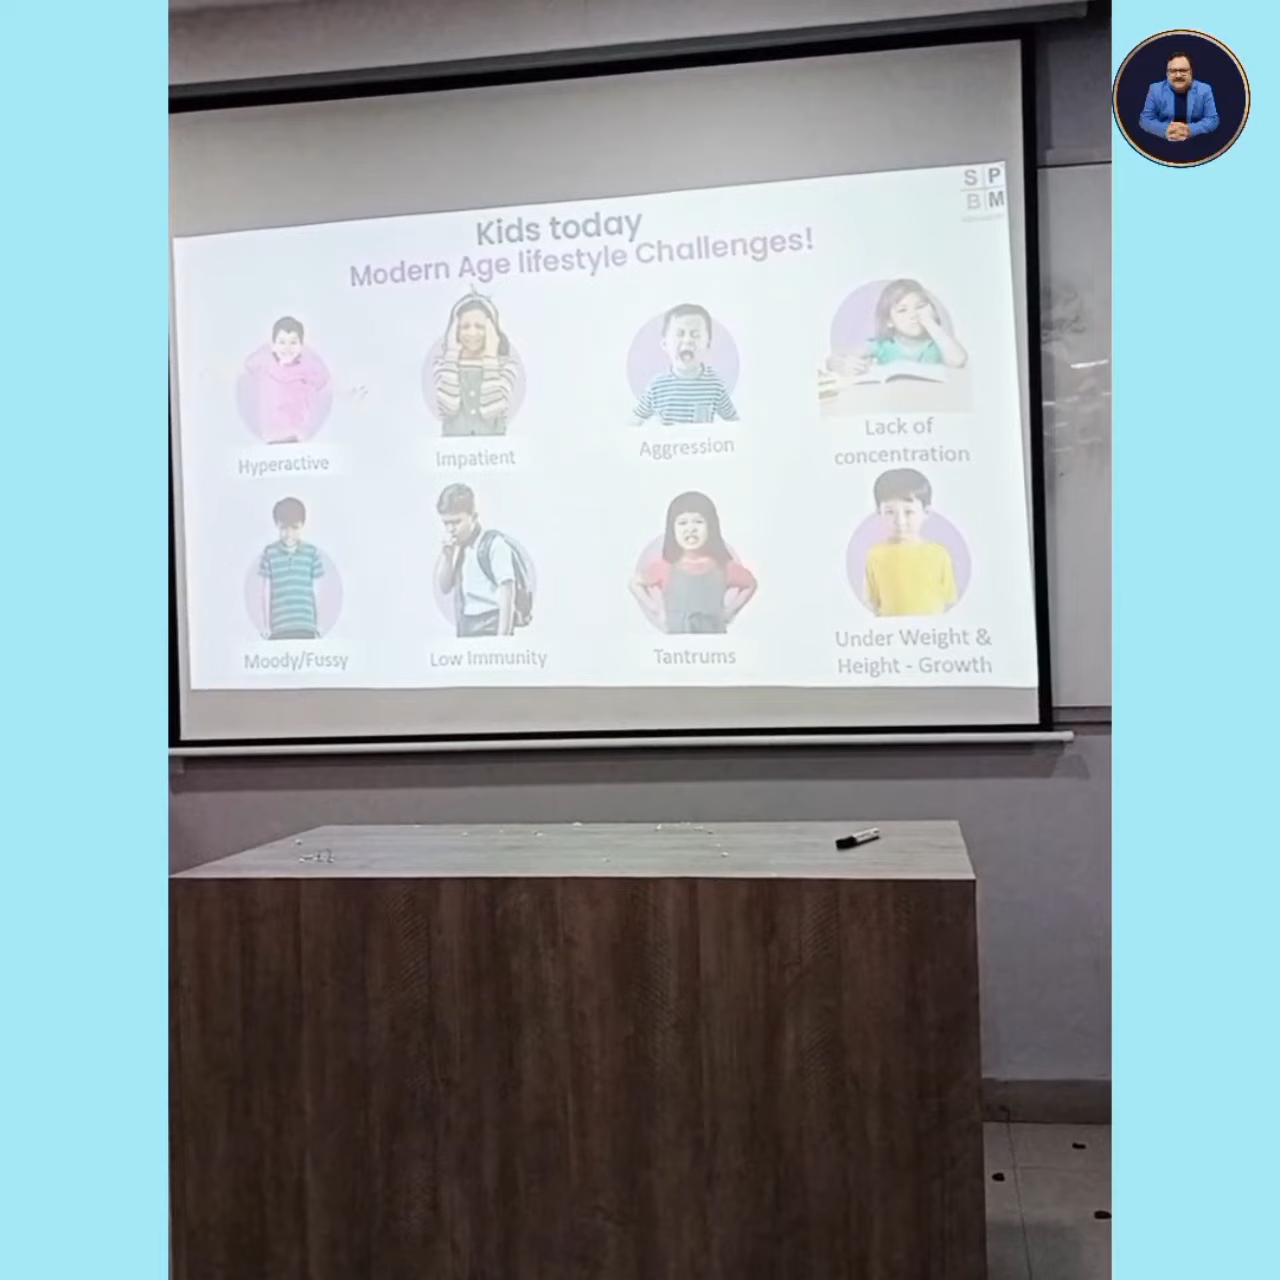 S P
B M
Kids today
Modern Age lifestyle Challenges!
Hyperactive
Impatient
Aggression
Lack of
concentration
Moody/Fussy
Low Immunity
Tantrums
Under Weight &
Height - Growth